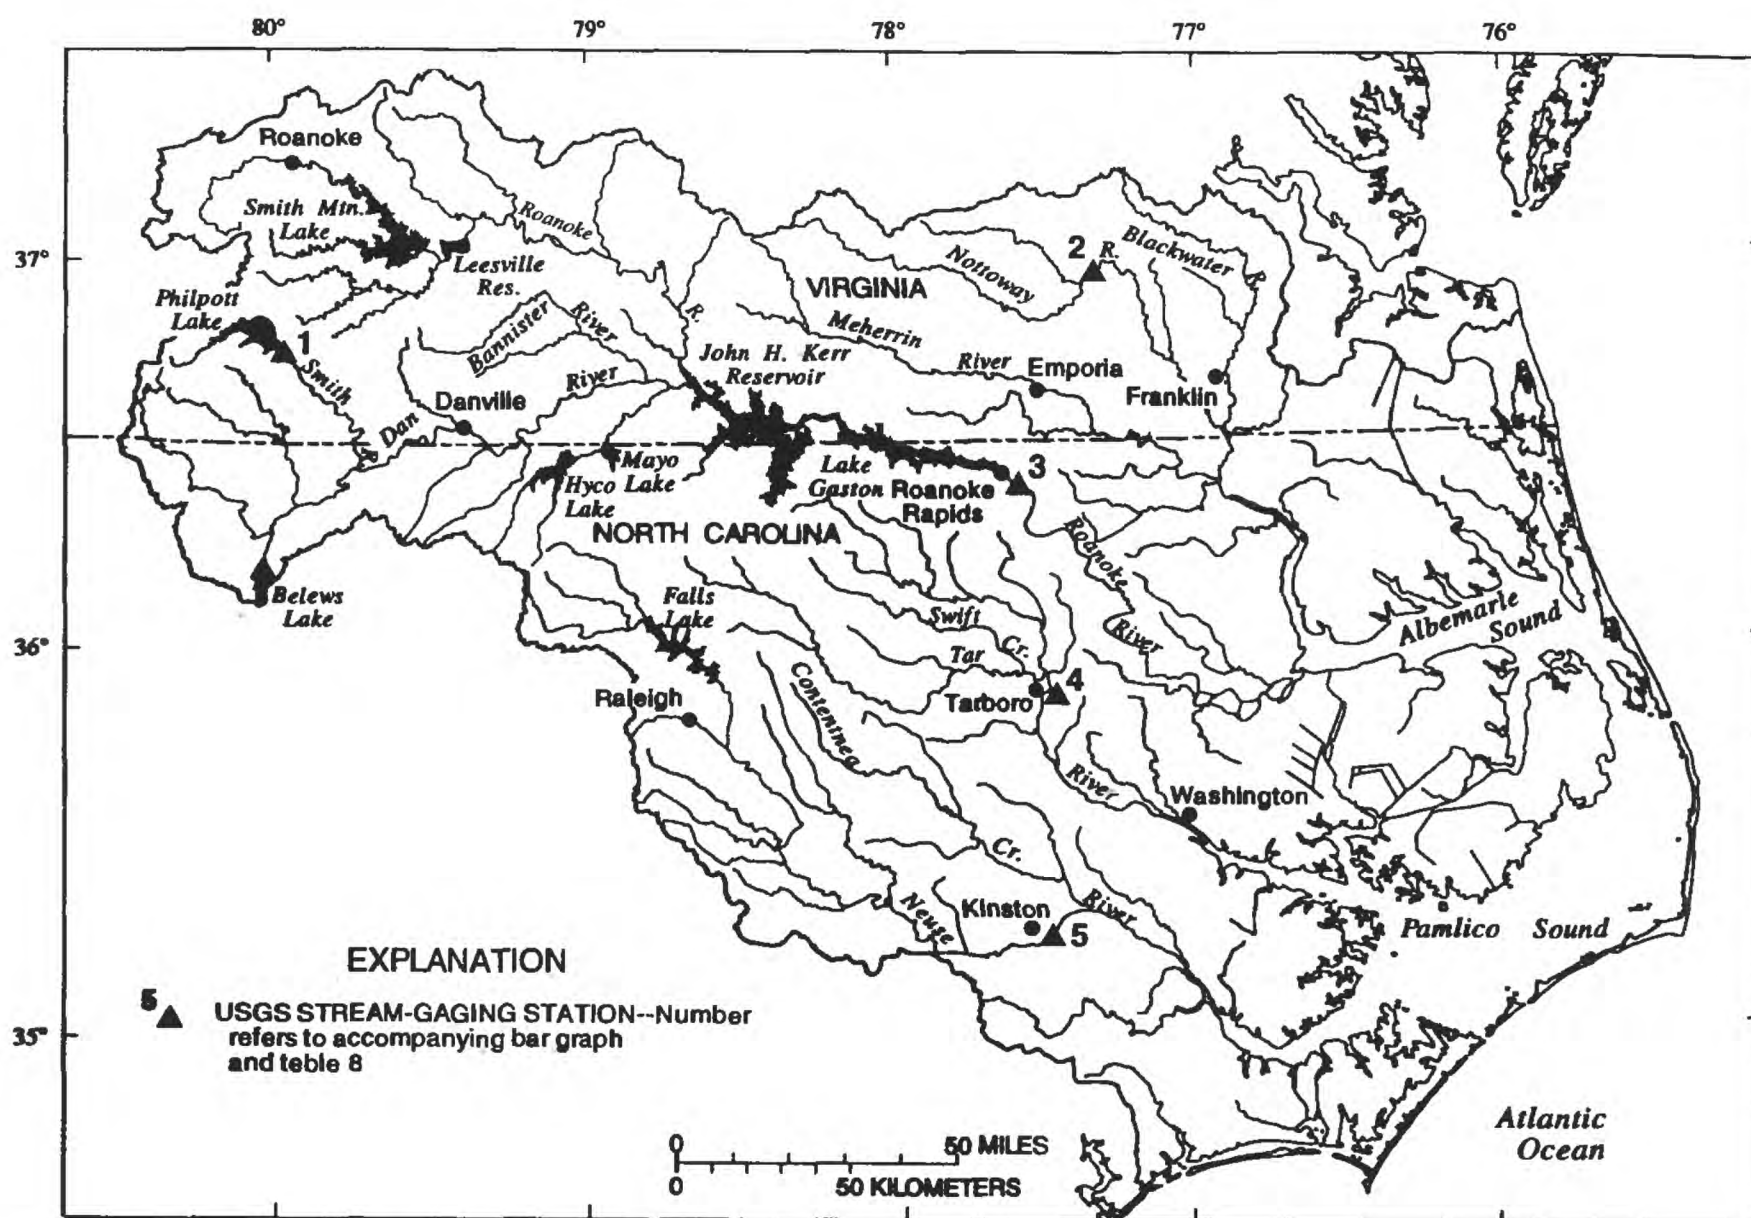 80° 79° 78° 77° 76°
37°
36°
35°
Roanoke
Smith Mtn.
Lake
Roanoke
R.
Leesville
Res.
Philpott
Lake
1
Smith
R.
Bannister
River
Dan
River
Danville
VIRGINIA
Nottoway
2
R.
Blackwater
R.
Meherrin
River
Emporia
Franklin
John H. Kerr
Reservoir
Mayo
Lake
Hyco
Lake
Lake
Gaston
Roanoke
Rapids
3
NORTH CAROLINA
Roanoke
River
Belews
Lake
Falls
Lake
Swift
Cr.
Tar
Tarboro
4
River
Albemarle
Sound
Raleigh
Contentnea
Cr.
Washington
Neuse
River
Kinston
5
Pamlico Sound
EXPLANATION
5
USGS STREAM-GAGING STATION--Number
refers to accompanying bar graph
and teble 8
0 50 MILES
0 50 KILOMETERS
Atlantic
Ocean